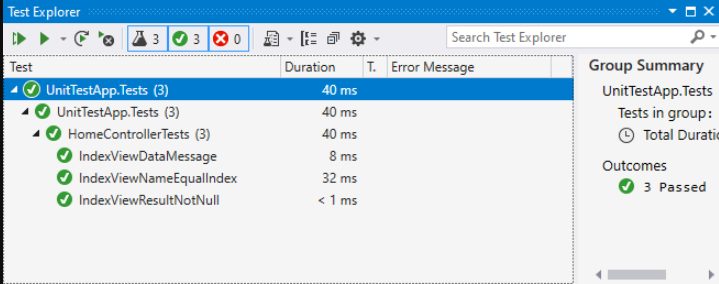 Test Explorer
3 3 0 Search Test Explorer
Test Duration T. Error Message
UnitTestApp.Tests (3) 40 ms
UnitTestApp.Tests (3) 40 ms
HomeControllerTests (3) 40 ms
IndexViewDataMessage 8 ms
IndexViewNameEqualIndex 32 ms
IndexViewResultNotNull < 1 ms
Group Summary
UnitTestApp.Tests
Tests in group:
Total Duratio
Outcomes
3 Passed